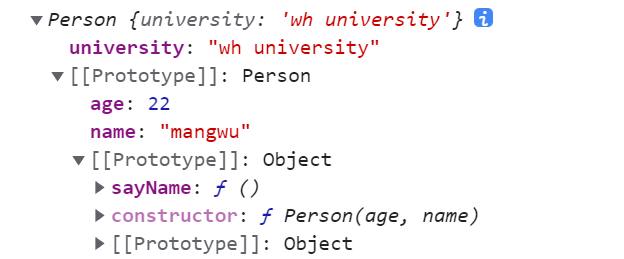 Person {university: 'wh university'} i
university: "wh university"
[[Prototype]]: Person
age: 22
name: "mangwu"
[[Prototype]]: Object
sayName: ƒ ()
constructor: ƒ Person(age, name)
[[Prototype]]: Object